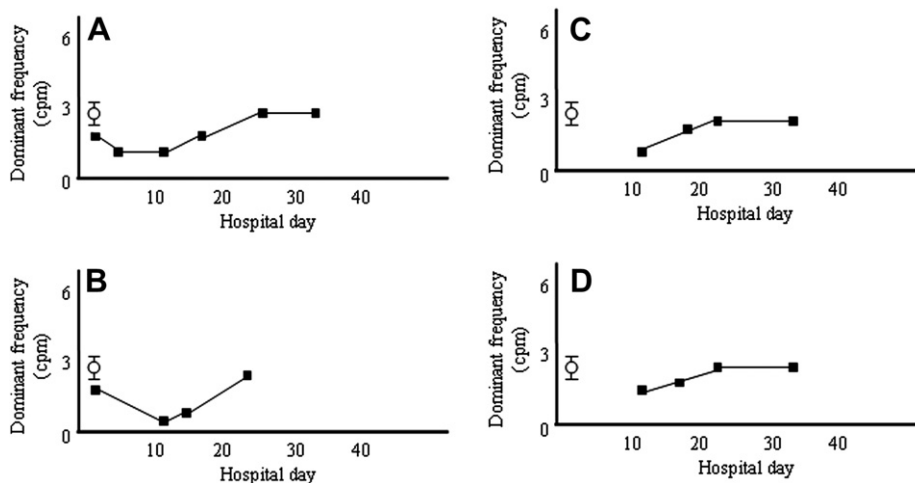 A
Dominant frequency
(cpm)
6
3
0
10 20 30 40
Hospital day
C
Dominant frequency
(cpm)
6
3
0
10 20 30 40
Hospital day
B
Dominant frequency
(cpm)
6
3
0
10 20 30 40
Hospital day
D
Dominant frequency
(cpm)
6
3
0
10 20 30 40
Hospital day